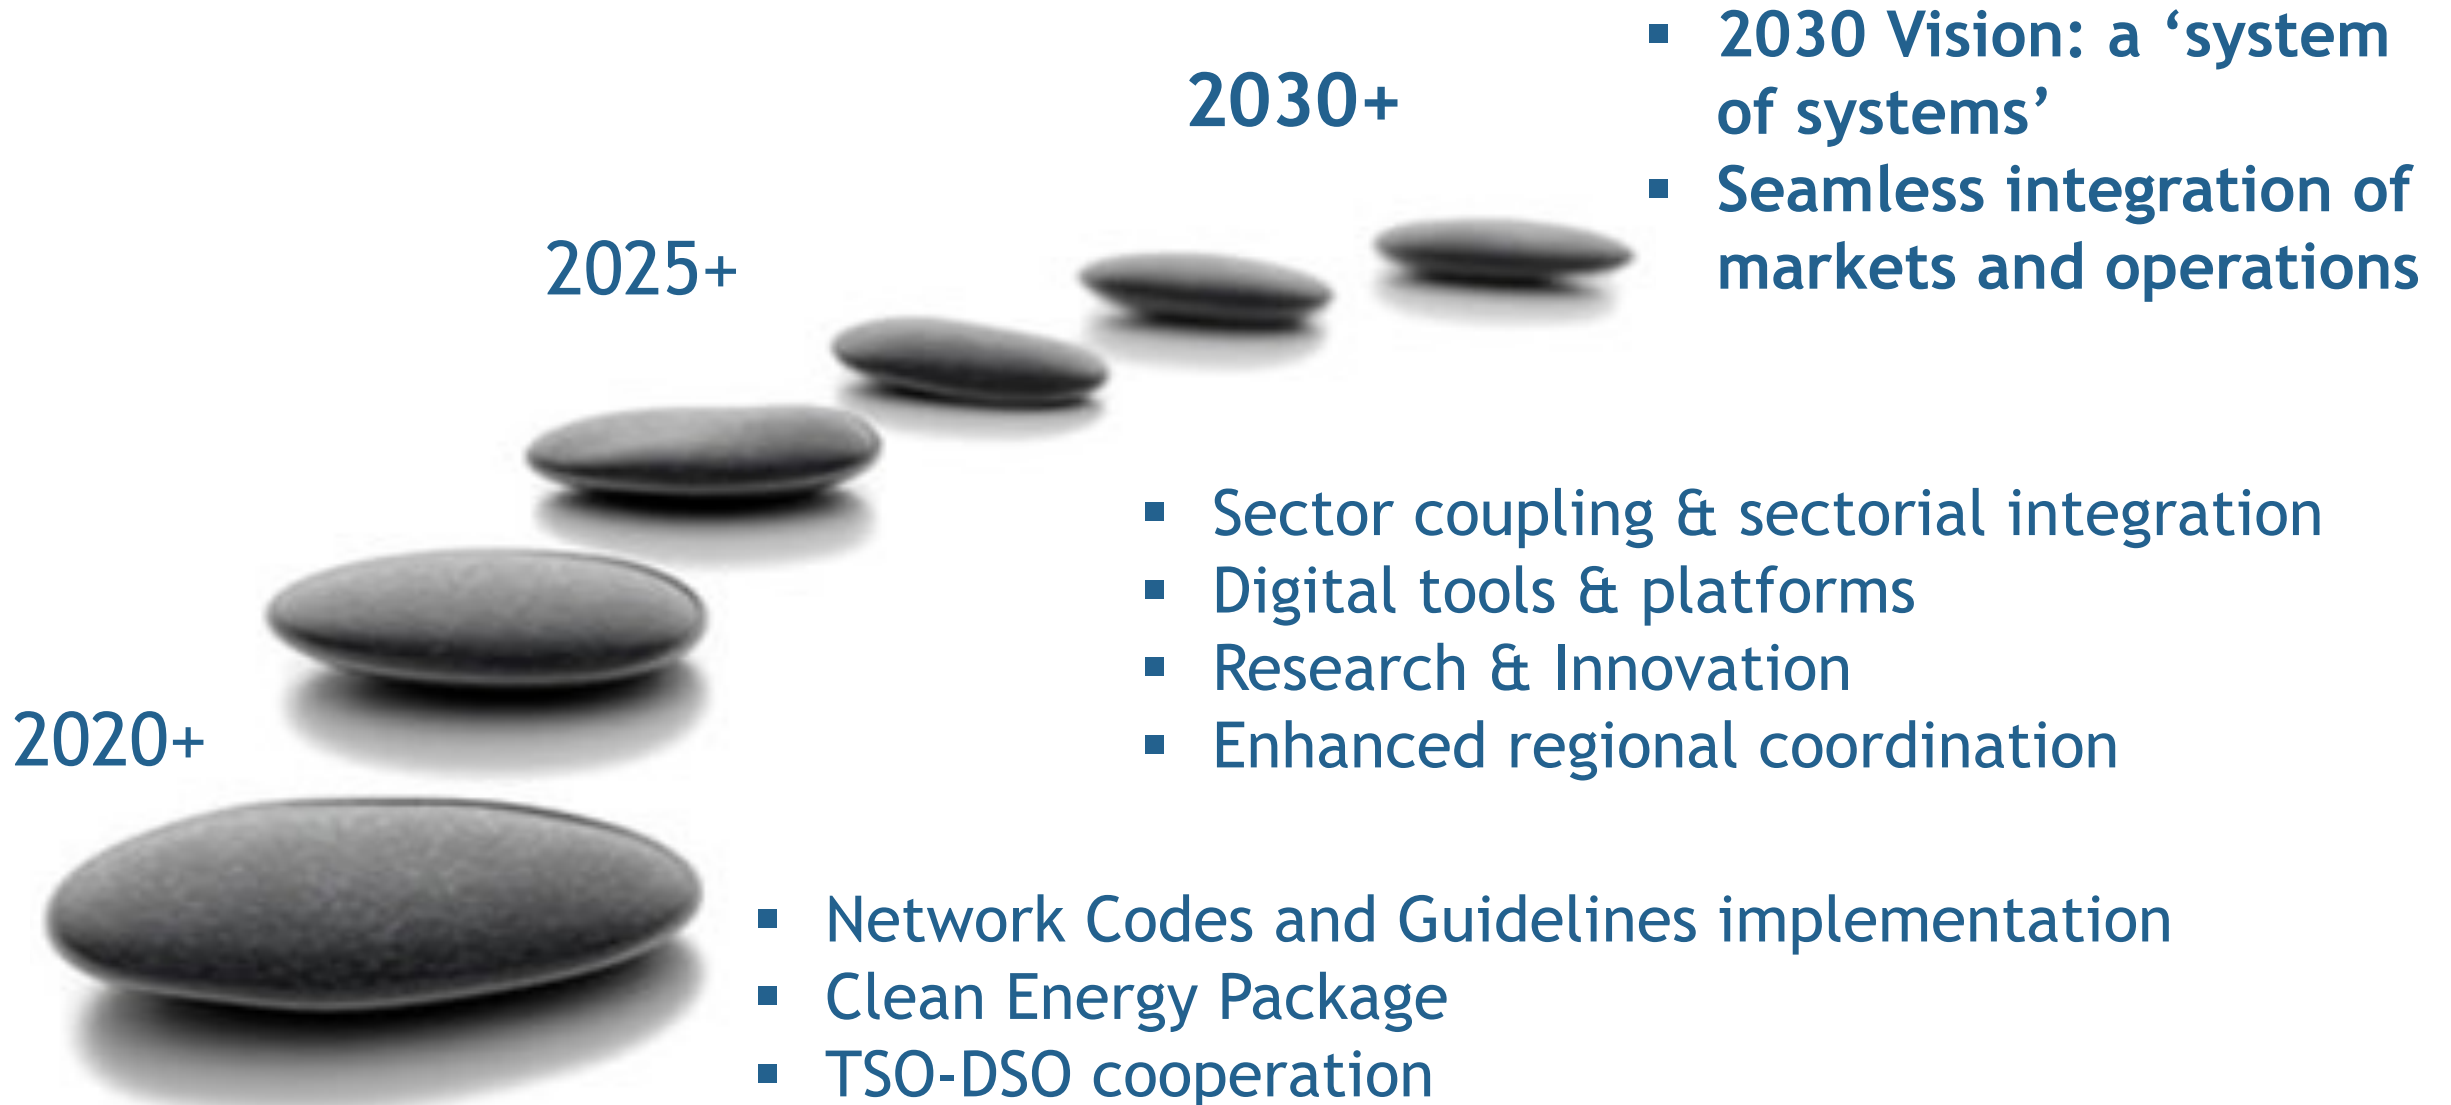 2030+
▪ 2030 Vision: a ‘system
of systems’
▪ Seamless integration of
markets and operations
2025+
▪ Sector coupling & sectorial integration
▪ Digital tools & platforms
▪ Research & Innovation
▪ Enhanced regional coordination
2020+
▪ Network Codes and Guidelines implementation
▪ Clean Energy Package
▪ TSO-DSO cooperation